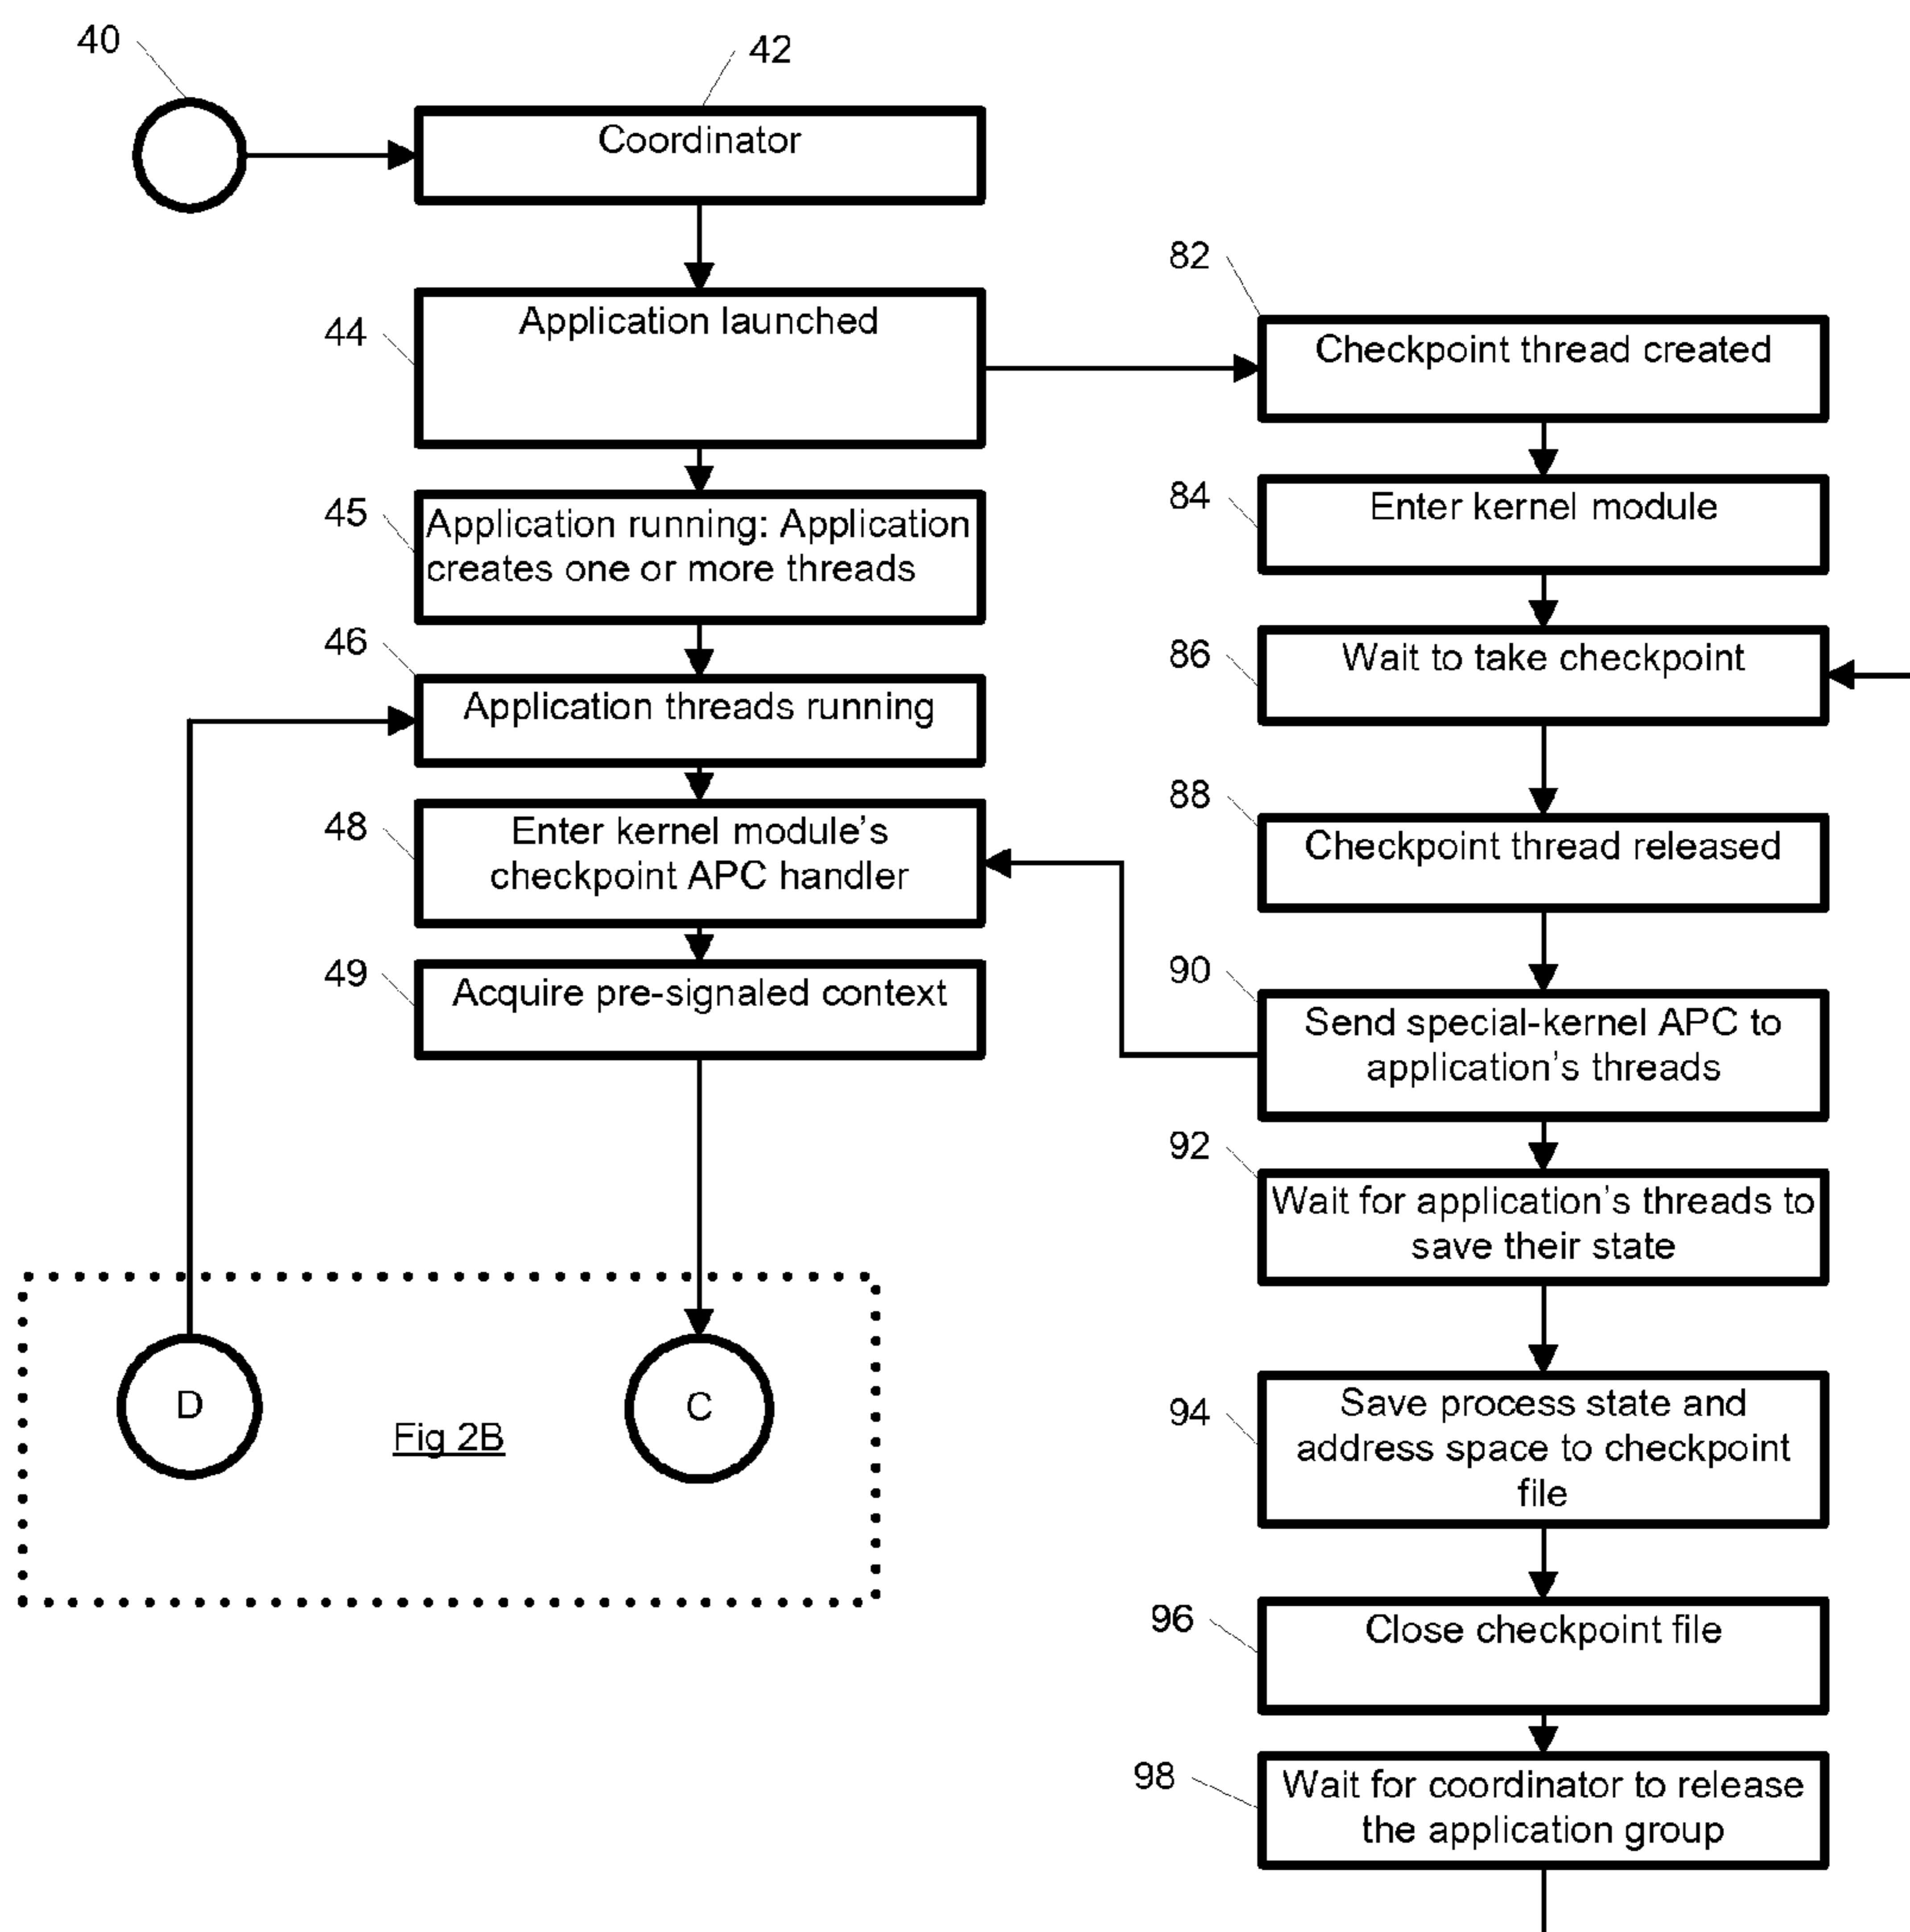 40
42
Coordinator
44
Application launched
45
Application running: Application
creates one or more threads
46
Application threads running
48
Enter kernel module's
checkpoint APC handler
49
Acquire pre-signaled context
D
Fig 2B
C
82
Checkpoint thread created
84
Enter kernel module
86
Wait to take checkpoint
88
Checkpoint thread released
90
Send special-kernel APC to
application's threads
92
Wait for application's threads to
save their state
94
Save process state and
address space to checkpoint
file
96
Close checkpoint file
98
Wait for coordinator to release
the application group